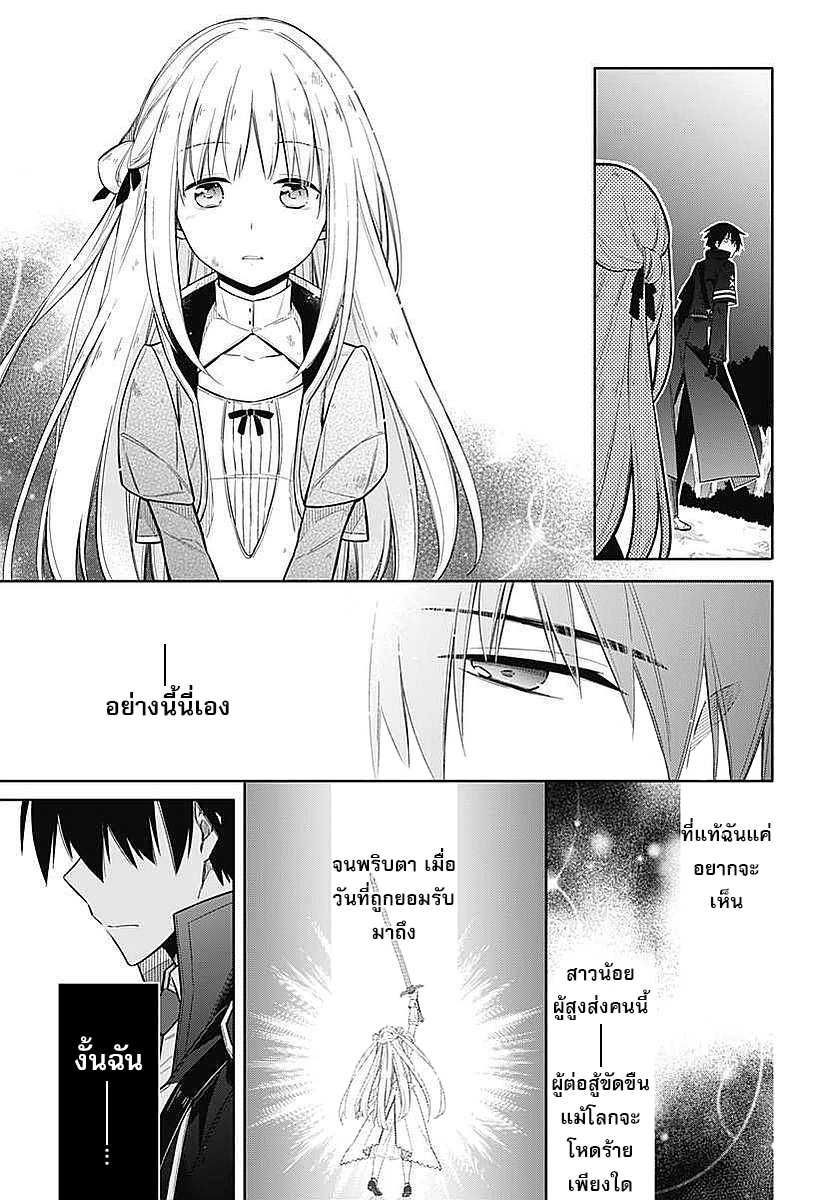 อย่างนี้นี่เอง
ที่แท้ฉันแค่
อยากจะ
เห็น
สาวน้อย
ผู้สูงส่งคนนี้
ผู้ต่อสู้ขัดขืน
แม้โลกจะ
โหดร้าย
เพียงใด
จนพริบตา เมื่อ
วันที่ถูกยอมรับ
มาถึง
งั้นฉัน
...